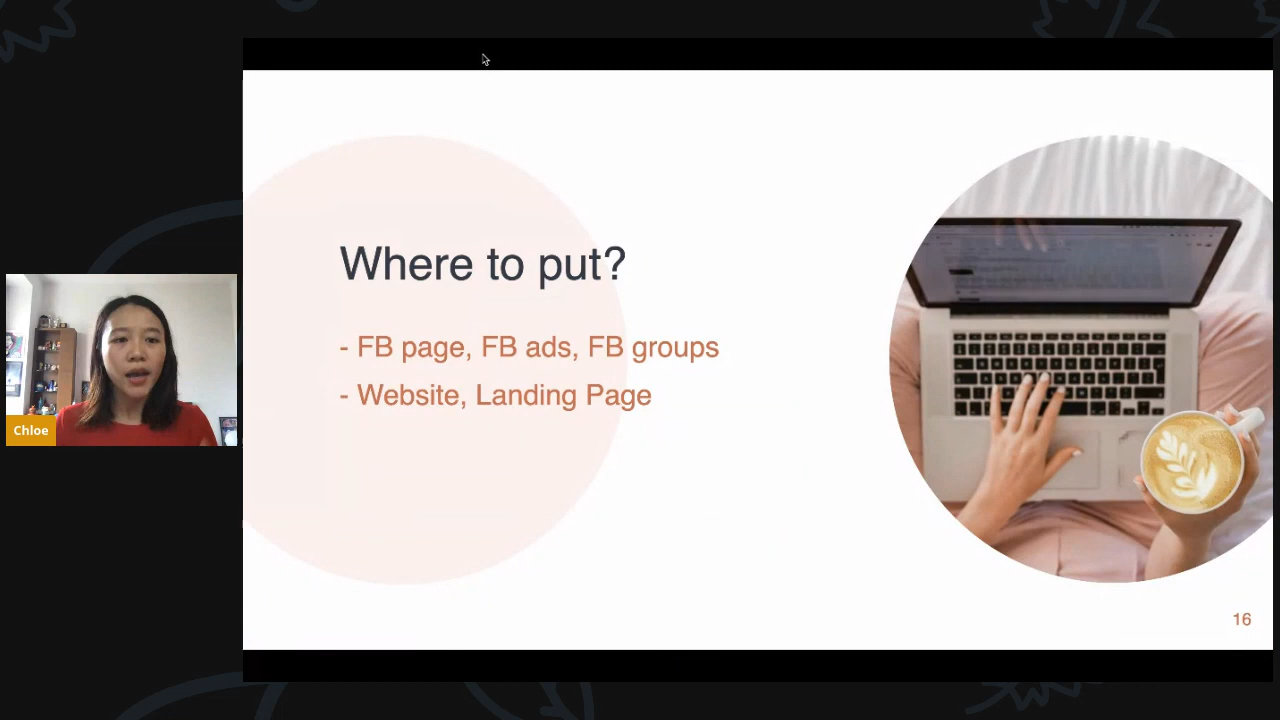 Where to put?
- FB page, FB ads, FB groups
- Website, Landing Page
Chloe
16